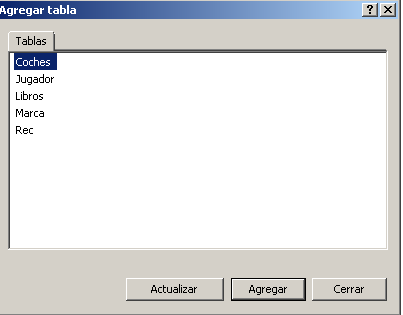 Agregar tabla
Tablas
Coches
Jugador
Libros
Marca
Rec
Actualizar Agregar Cerrar